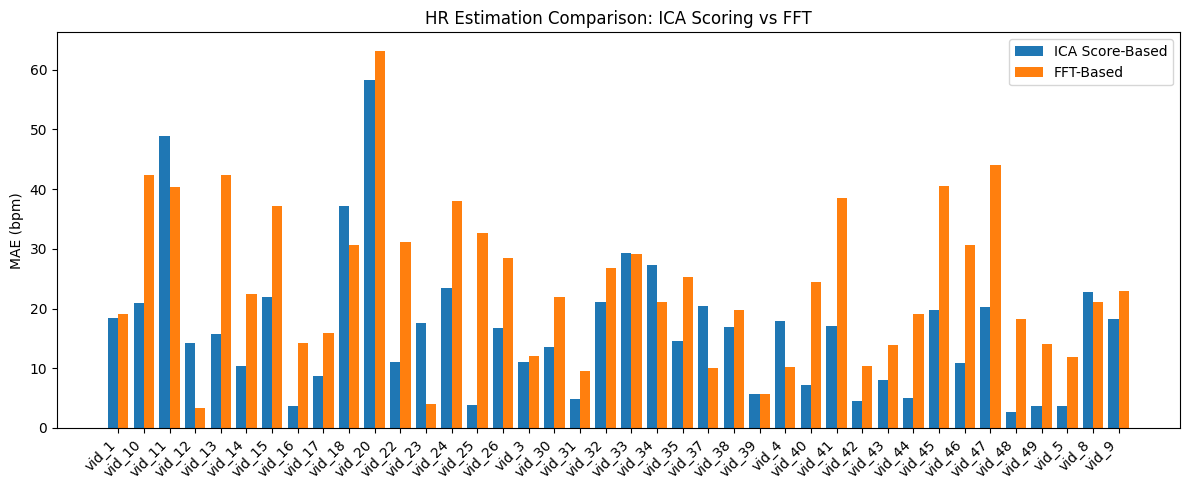 HR Estimation Comparison: ICA Scoring vs FFT
ICA Score-Based
FFT-Based
MAE (bpm)
60
50
40
30
20
10
0
vid_1
vid_10
vid_11
vid_12
vid_13
vid_14
vid_15
vid_16
vid_17
vid_18
vid_20
vid_22
vid_23
vid_24
vid_25
vid_26
vid_3
vid_30
vid_31
vid_32
vid_33
vid_34
vid_35
vid_37
vid_38
vid_39
vid_4
vid_40
vid_41
vid_42
vid_43
vid_44
vid_45
vid_46
vid_47
vid_48
vid_49
vid_5
vid_8
vid_9